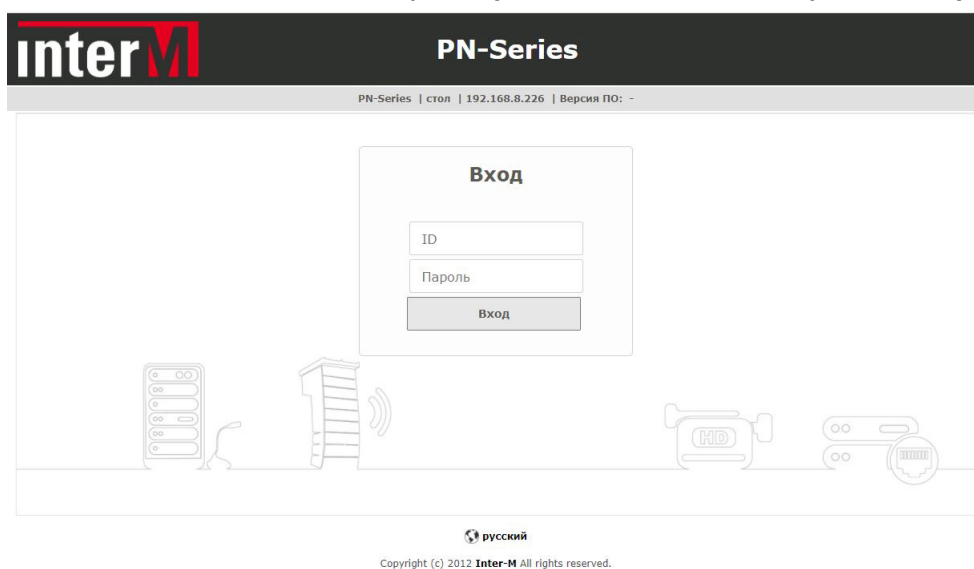 inter M
PN-Series
PN-Series | стол | 192.168.8.226 | Версия ПО: -
Вход
ID
Пароль
Вход
HD
русский
Copyright (c) 2012 Inter-M All rights reserved.